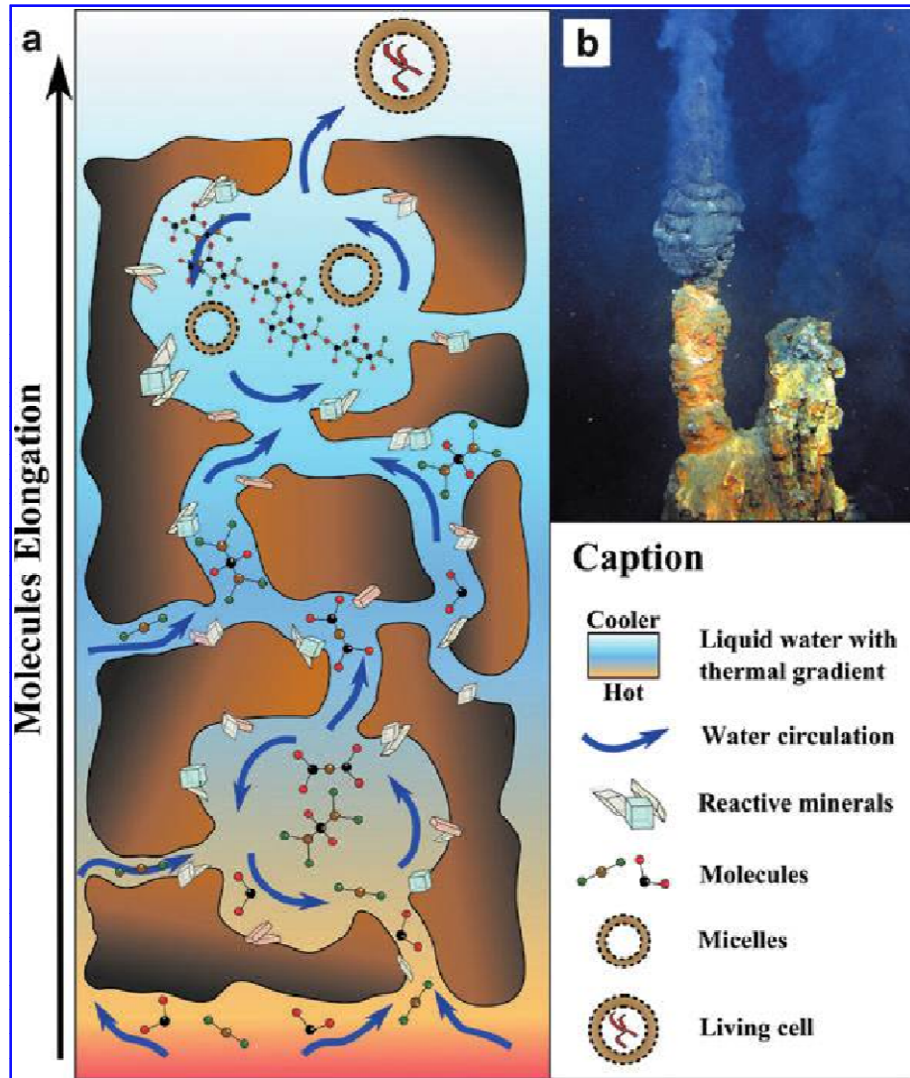 a
b
Molecules Elongation
Caption
Cooler
Hot
Liquid water with
thermal gradient
Water circulation
Reactive minerals
Molecules
Micelles
Living cell